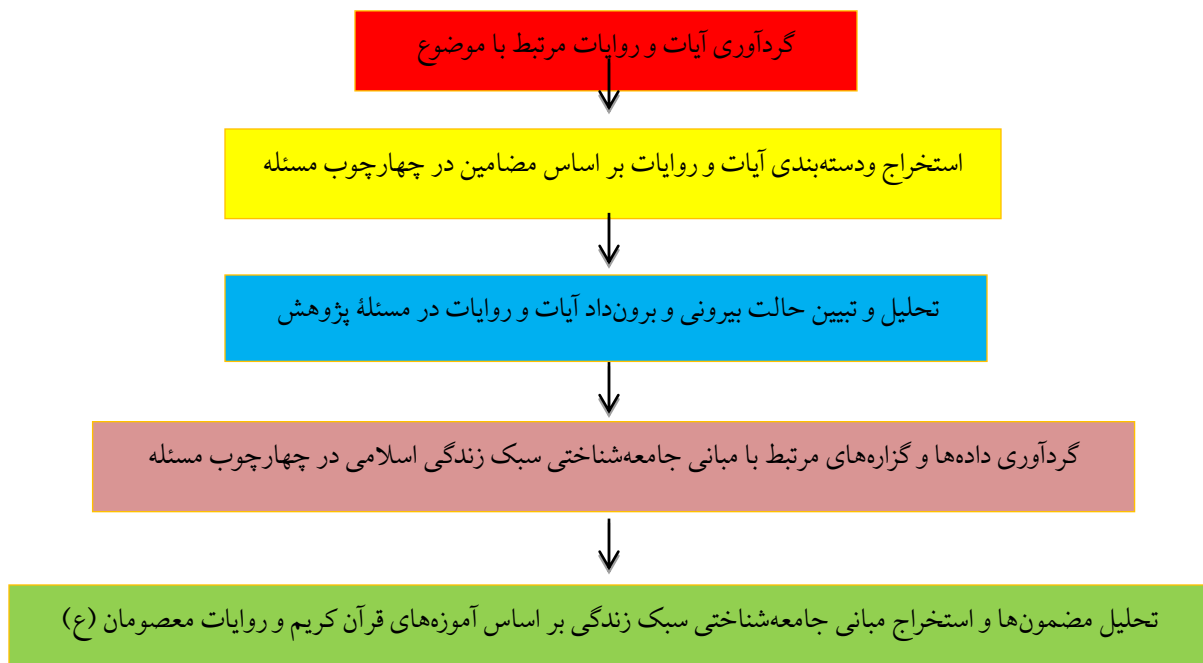 گردآوری آیات و روایات مرتبط با موضوع
استخراج ودسته‌بندی آیات و روایات بر اساس مضامین در چهارچوب مسئله
تحلیل و تبیین حالت بیرونی و برون‌داد آیات و روایات در مسئلهٔ پژوهش
گردآوری داده‌ها و گزاره‌های مرتبط با مبانی جامعه‌شناختی سبک زندگی اسلامی در چهارچوب مسئله
تحلیل مضمون‌ها و استخراج مبانی جامعه‌شناختی سبک زندگی بر اساس آموزه‌های قرآن کریم و روایات معصومان (ع)